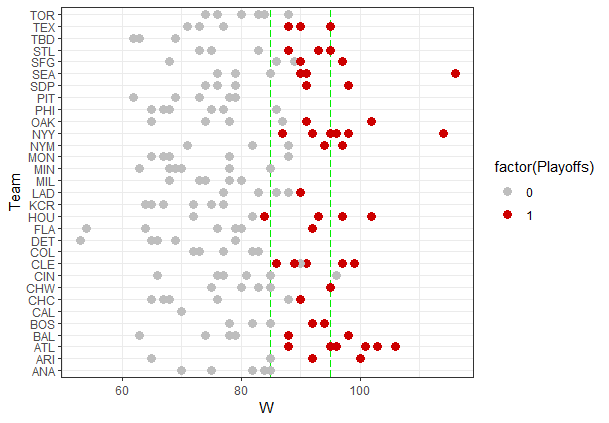 TOR
TEX
TBD
STL
SFG
SEA
SDP
PIT
PHI
OAK
NYY
NYM
MON
MIN
MIL
LAD
KCR
HOU
FLA
DET
COL
CLE
CIN
CHW
CHC
CAL
BOS
BAL
ATL
ARI
ANA
Team
60 80 100
W
factor(Playoffs)
0
1